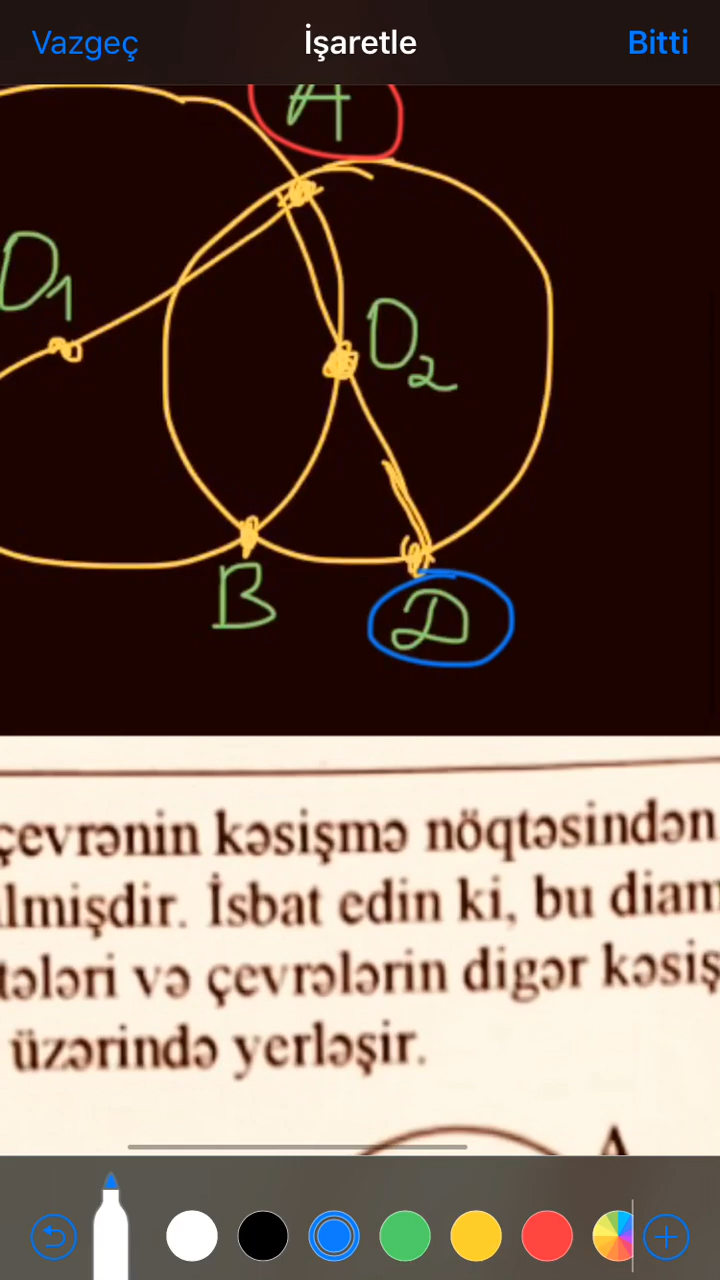 Vazgeç İşaretle Bitti
A
O1
O2
B
D
çevrənin kəsişmə nöqtəsindən
lmişdir. İsbat edin ki, bu diam
tələri və çevrələrin digər kəsiş
üzərində yerləşir.
A